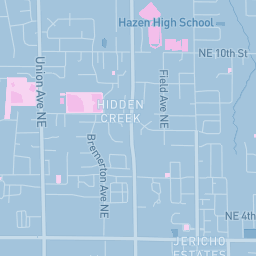 Hazen High School
NE 10th St
Union Ave NE
HIDDEN
CREEK
Field Ave NE
Bremerton Ave NE
NE 4th
JERICHO
ESTATES